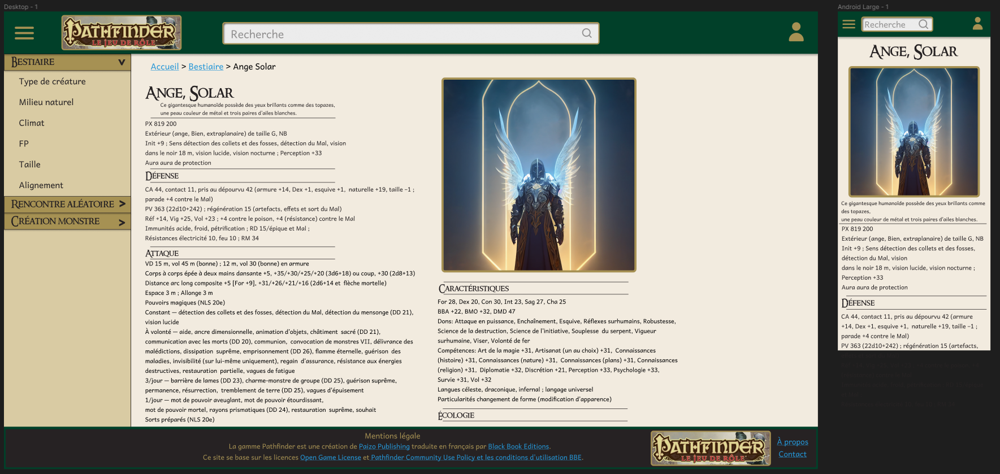 Desktop - 1
PATHFINDER
LE JEU DE RÔLE
Recherche
BESTIAIRE
Type de créature
Milieu naturel
Climat
FP
Taille
Alignement
RENCONTRE ALÉATOIRE >
CRÉATION MONSTRE >
Accueil > Bestiaire > Ange Solar
ANGE, SOLAR
Ce gigantesque humanoïde possède des yeux brillants comme des topazes,
une peau couleur de métal et trois paires d'ailes blanches.
PX 819 200
Extérieur (ange, Bien, extraplanaire) de taille G, NB
Init +9 ; Sens détection des collets et des fosses, détection du Mal, vision
dans le noir 18 m, vision lucide, vision nocturne ; Perception +33
Aura aura de protection
DÉFENSE
CA 44, contact 11, pris au dépourvu 42 (armure +14, Dex +1, esquive +1, naturelle +19, taille –1 ;
parade +4 contre le Mal)
PV 363 (22d10+242) ; régénération 15 (artefacts, effets et sort du Mal)
Réf +14, Vig +25, Vol +23 ; +4 contre le poison, +4 (résistance) contre le Mal
Immunités acide, froid, pétrification ; RD 15/épique et Mal ;
Résistances électricité 10, feu 10 ; RM 34
ATTAQUE
VD 15 m, vol 45 m (bonne) ; 12 m, vol 30 (bonne) en armure
Corps à corps épée à deux mains dansante +5, +35/+30/+25/+20 (3d6+18) ou coup, +30 (2d8+13)
Distance arc long composite +5 [For +9], +31/+26/+21/+16 (2d6+14 et flèche mortelle)
Espace 3 m ; Allonge 3 m
Pouvoirs magiques (NLS 20e)
Constant — détection des collets et des fosses, détection du Mal, détection du mensonge (DD 21),
vision lucide
À volonté — aide, ancre dimensionnelle, animation d'objets, châtiment sacré (DD 21),
communication avec les morts (DD 20), communion, convocation de monstres VII, délivrance des
malédictions, dissipation suprême, emprisonnement (DD 26), flamme éternelle, guérison des
maladies, invisibilité (sur lui-même uniquement), regain d'assurance, résistance aux énergies
destructives, restauration partielle, vagues de fatigue
3/jour — barrière de lames (DD 23), charme-monstre de groupe (DD 25), guérison suprême,
permanence, résurrection, tremblement de terre (DD 25), vagues d'épuisement
1/jour — mot de pouvoir aveuglant, mot de pouvoir étourdissant,
mot de pouvoir mortel, rayons prismatiques (DD 24), restauration suprême, souhait
Sorts préparés (NLS 20e)
CARACTÉRISTIQUES
For 28, Dex 20, Con 30, Int 23, Sag 27, Cha 25
BBA +22, BMO +32, DMD 47
Dons: Attaque en puissance, Enchaînement, Esquive, Réflexes surhumains, Robustesse,
Science de la destruction, Science de l'initiative, Souplesse du serpent, Vigueur
surhumaine, Viser, Volonté de fer
Compétences: Art de la magie +31, Artisanat (un au choix) +31, Connaissances
(histoire) +31, Connaissances (nature) +31, Connaissances (plans) +31, Connaissances
(religion) +31, Diplomatie +32, Discrétion +21, Perception +33, Psychologie +33,
Survie +31, Vol +32
Langues céleste, draconique, infernal ; langage universel
Particularités changement de forme (modification d'apparence)
ÉCOLOGIE
Mentions légale
La gamme Pathfinder est une création de Paizo Publishing traduite en français par Black Book Editions.
Ce site se base sur les licences Open Game License et Pathfinder Community Use Policy et les conditions d'utilisation BBE.
PATHFINDER
LE JEU DE RÔLE
À propos
Contact
Android Large - 1
Recherche
ANGE, SOLAR
Ce gigantesque humanoïde possède des yeux brillants comme
des topazes,
une peau couleur de métal et trois paires d'ailes blanches.
PX 819 200
Extérieur (ange, Bien, extraplanaire) de taille G, NB
Init +9 ; Sens détection des collets et des fosses,
détection du Mal, vision
dans le noir 18 m, vision lucide, vision nocturne ;
Perception +33
Aura aura de protection
DÉFENSE
CA 44, contact 11, pris au dépourvu 42 (armure
+14, Dex +1, esquive +1, naturelle +19, taille –1 ;
parade +4 contre le Mal)
PV 363 (22d10+242) ; régénération 15 (artefacts,